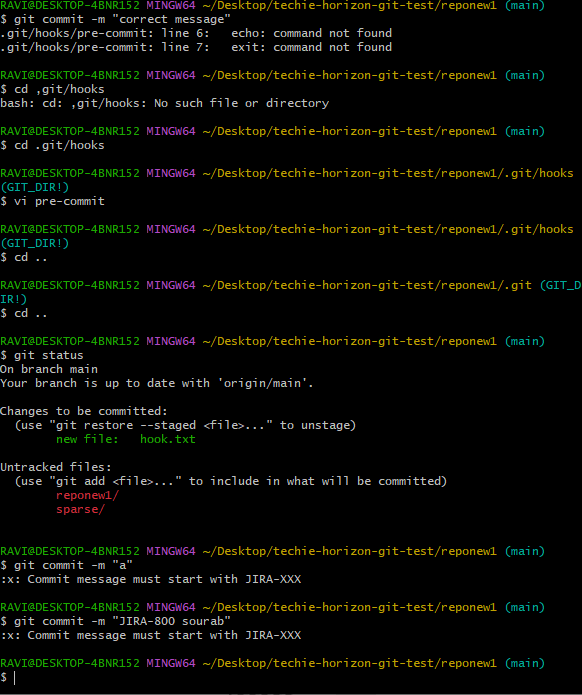 RAVI@DESKTOP-4BNR152 MINGW64 ~/Desktop/techie-horizon-git-test/reponew1 (main)
$ git commit -m "correct message"
.git/hooks/pre-commit: line 6:   echo: command not found
.git/hooks/pre-commit: line 7:   exit: command not found
RAVI@DESKTOP-4BNR152 MINGW64 ~/Desktop/techie-horizon-git-test/reponew1 (main)
$ cd ,git/hooks
bash: cd: ,git/hooks: No such file or directory
RAVI@DESKTOP-4BNR152 MINGW64 ~/Desktop/techie-horizon-git-test/reponew1 (main)
$ cd .git/hooks
RAVI@DESKTOP-4BNR152 MINGW64 ~/Desktop/techie-horizon-git-test/reponew1/.git/hooks
(GIT_DIR!)
$ vi pre-commit
RAVI@DESKTOP-4BNR152 MINGW64 ~/Desktop/techie-horizon-git-test/reponew1/.git/hooks
(GIT_DIR!)
$ cd ..
RAVI@DESKTOP-4BNR152 MINGW64 ~/Desktop/techie-horizon-git-test/reponew1/.git (GIT_D
IR!)
$ cd ..
RAVI@DESKTOP-4BNR152 MINGW64 ~/Desktop/techie-horizon-git-test/reponew1 (main)
$ git status
On branch main
Your branch is up to date with 'origin/main'.
Changes to be committed:
  (use "git restore --staged <file>..." to unstage)
        new file:   hook.txt
Untracked files:
  (use "git add <file>..." to include in what will be committed)
        reponew1/
        sparse/
RAVI@DESKTOP-4BNR152 MINGW64 ~/Desktop/techie-horizon-git-test/reponew1 (main)
$ git commit -m "a"
:x: Commit message must start with JIRA-XXX
RAVI@DESKTOP-4BNR152 MINGW64 ~/Desktop/techie-horizon-git-test/reponew1 (main)
$ git commit -m "JIRA-800 sourab"
:x: Commit message must start with JIRA-XXX
RAVI@DESKTOP-4BNR152 MINGW64 ~/Desktop/techie-horizon-git-test/reponew1 (main)
$